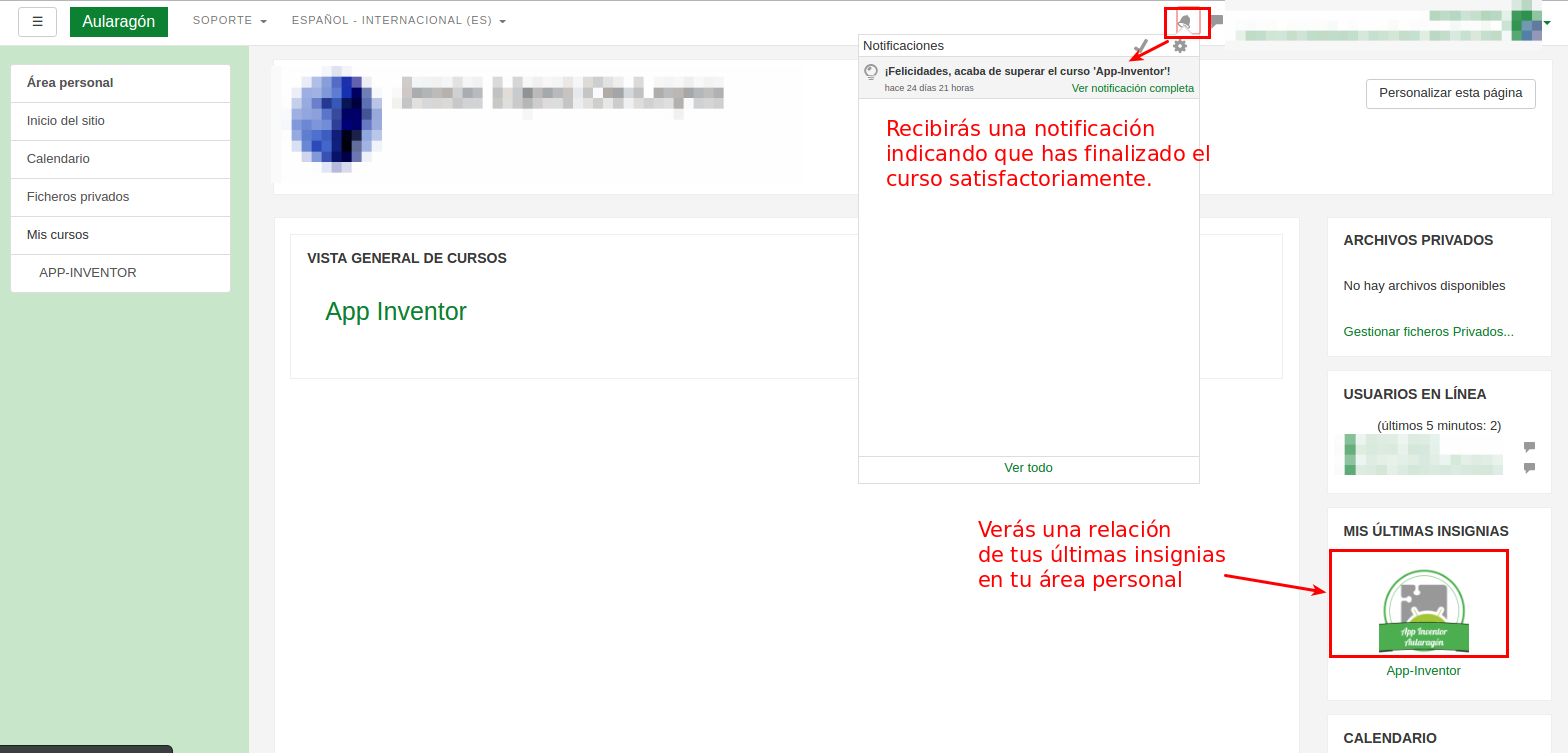 ☰ Aularagón SOPORTE ESPAÑOL - INTERNACIONAL (ES)
Área personal
Inicio del sitio
Calendario
Ficheros privados
Mis cursos
APP-INVENTOR
Notificaciones
¡Felicidades, acaba de superar el curso 'App-Inventor'!
hace 24 días 21 horas Ver notificación completa
Recibirás una notificación
indicando que has finalizado el
curso satisfactoriamente.
Ver todo
Personalizar esta página
VISTA GENERAL DE CURSOS
App Inventor
Verás una relación
de tus últimas insignias
en tu área personal
ARCHIVOS PRIVADOS
No hay archivos disponibles
Gestionar ficheros Privados...
USUARIOS EN LÍNEA
(últimos 5 minutos: 2)
MIS ÚLTIMAS INSIGNIAS
App Inventor
Aularagón
App-Inventor
CALENDARIO